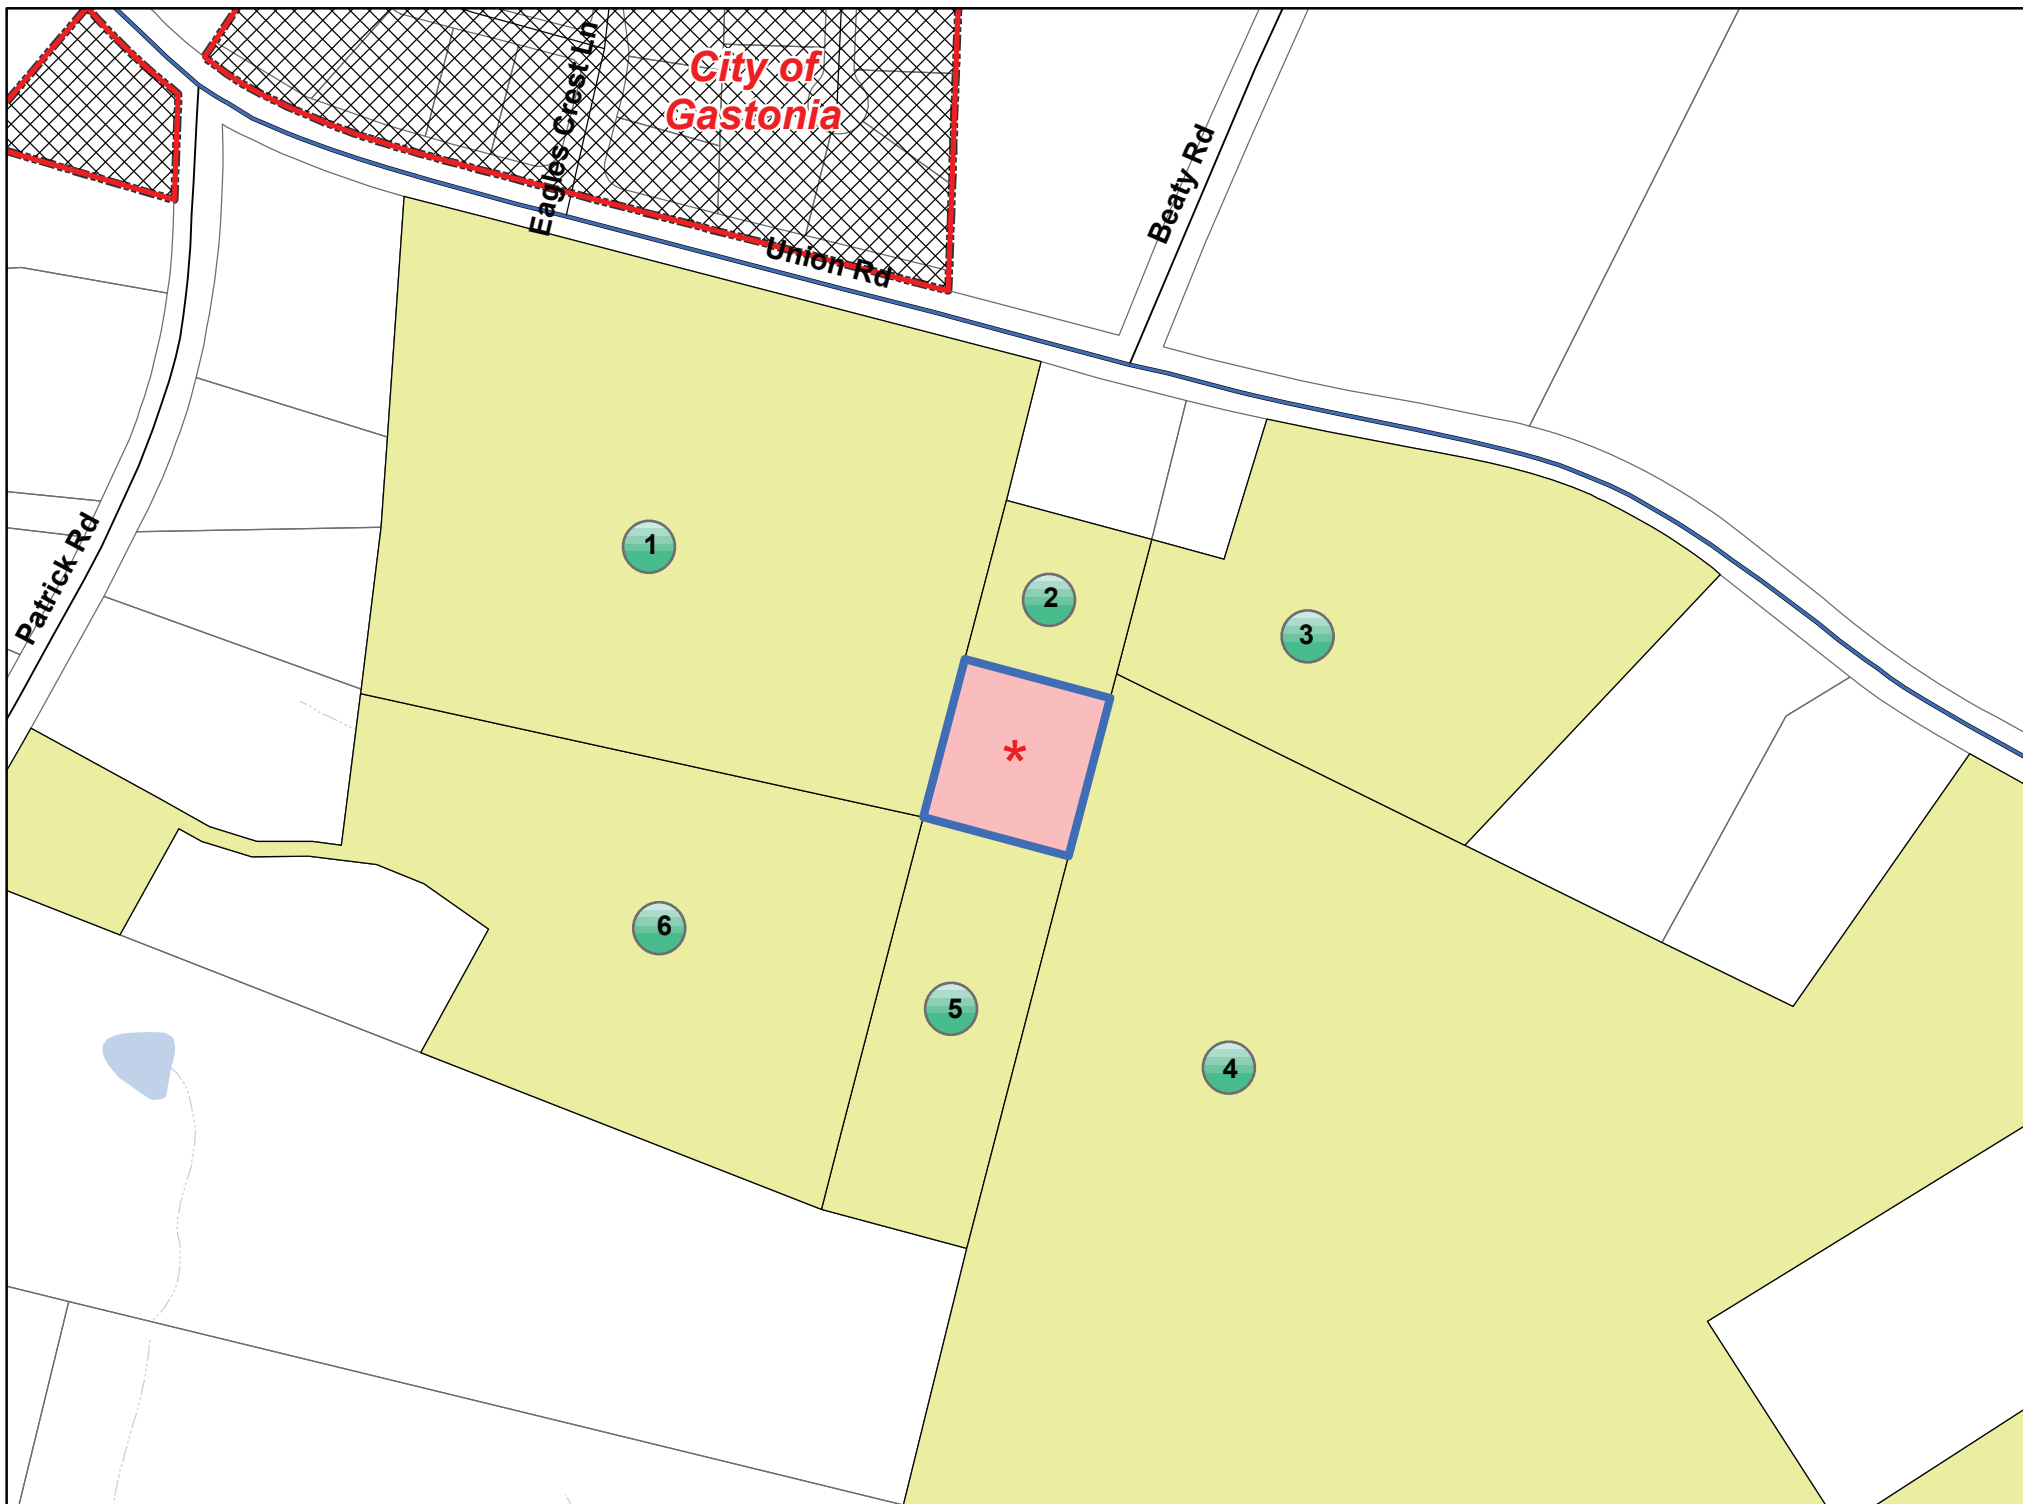 City of
Gastonia
Eagles Crest Ln
Beaty Rd
Union Rd
Patrick Rd
1
2
3
*
6
5
4